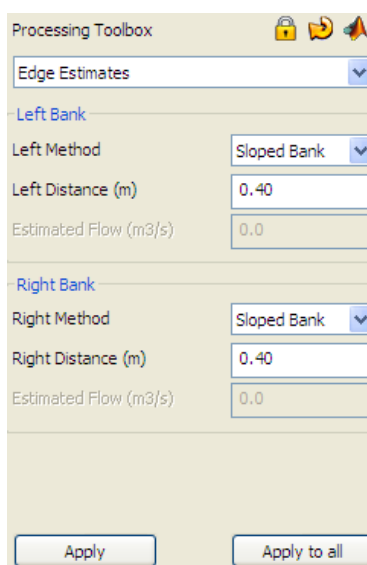 Processing Toolbox
Edge Estimates
Left Bank
Left Method Sloped Bank
Left Distance (m) 0.40
Estimated Flow (m3/s) 0.0
Right Bank
Right Method Sloped Bank
Right Distance (m) 0.40
Estimated Flow (m3/s) 0.0
Apply Apply to all